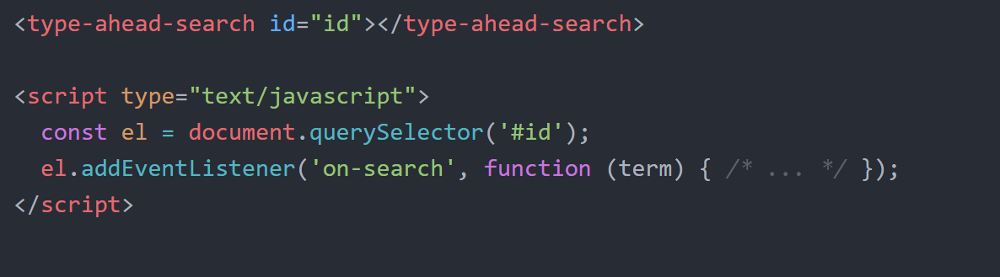 <type-ahead-search id="id"></type-ahead-search>
<script type="text/javascript">
const el = document.querySelector('#id');
el.addEventListener('on-search', function (term) { /* ... */ });
</script>